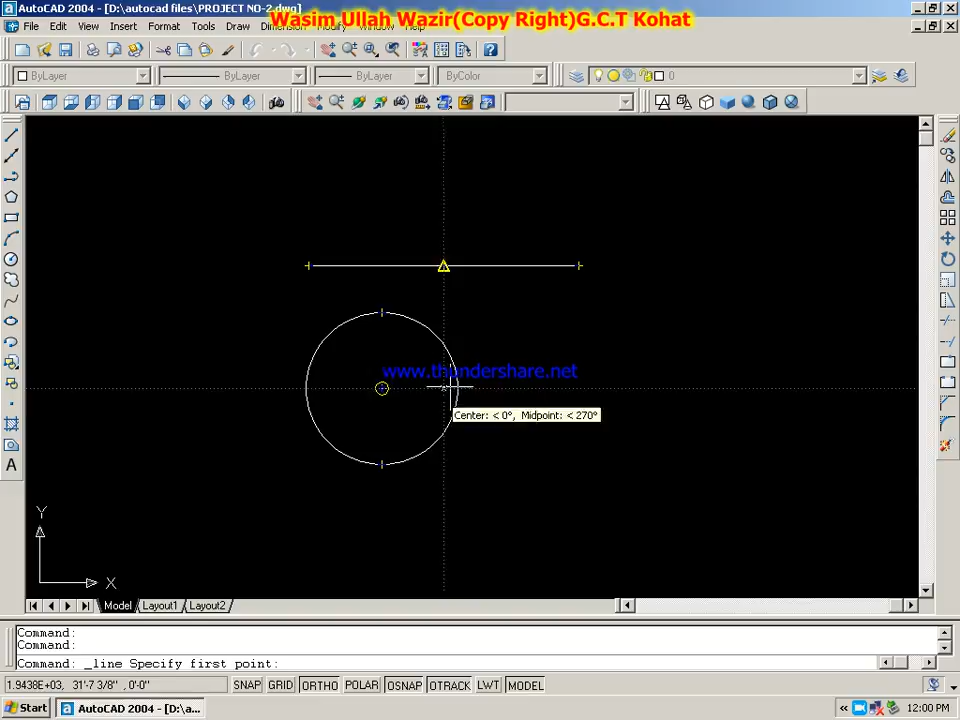 AutoCAD 2004 - [D:\autocad files\PROJECT NO-2.dwg]
Wasim Ullah Wazir(Copy Right)G.C.T Kohat
File Edit View Insert Format Tools Draw Dimension Modify Window Help
ByLayer ByLayer ByLayer ByColor 0
www.thundershare.net
Center: < 0°, Midpoint: < 270°
A
Y
X
Model Layout1 Layout2
Command:
Command:
Command: _line Specify first point:
1.9438E+03, 31'-7 3/8" , 0'-0" SNAP GRID ORTHO POLAR OSNAP OTRACK LWT MODEL
Start AutoCAD 2004 - [D:\a... 12:00 PM